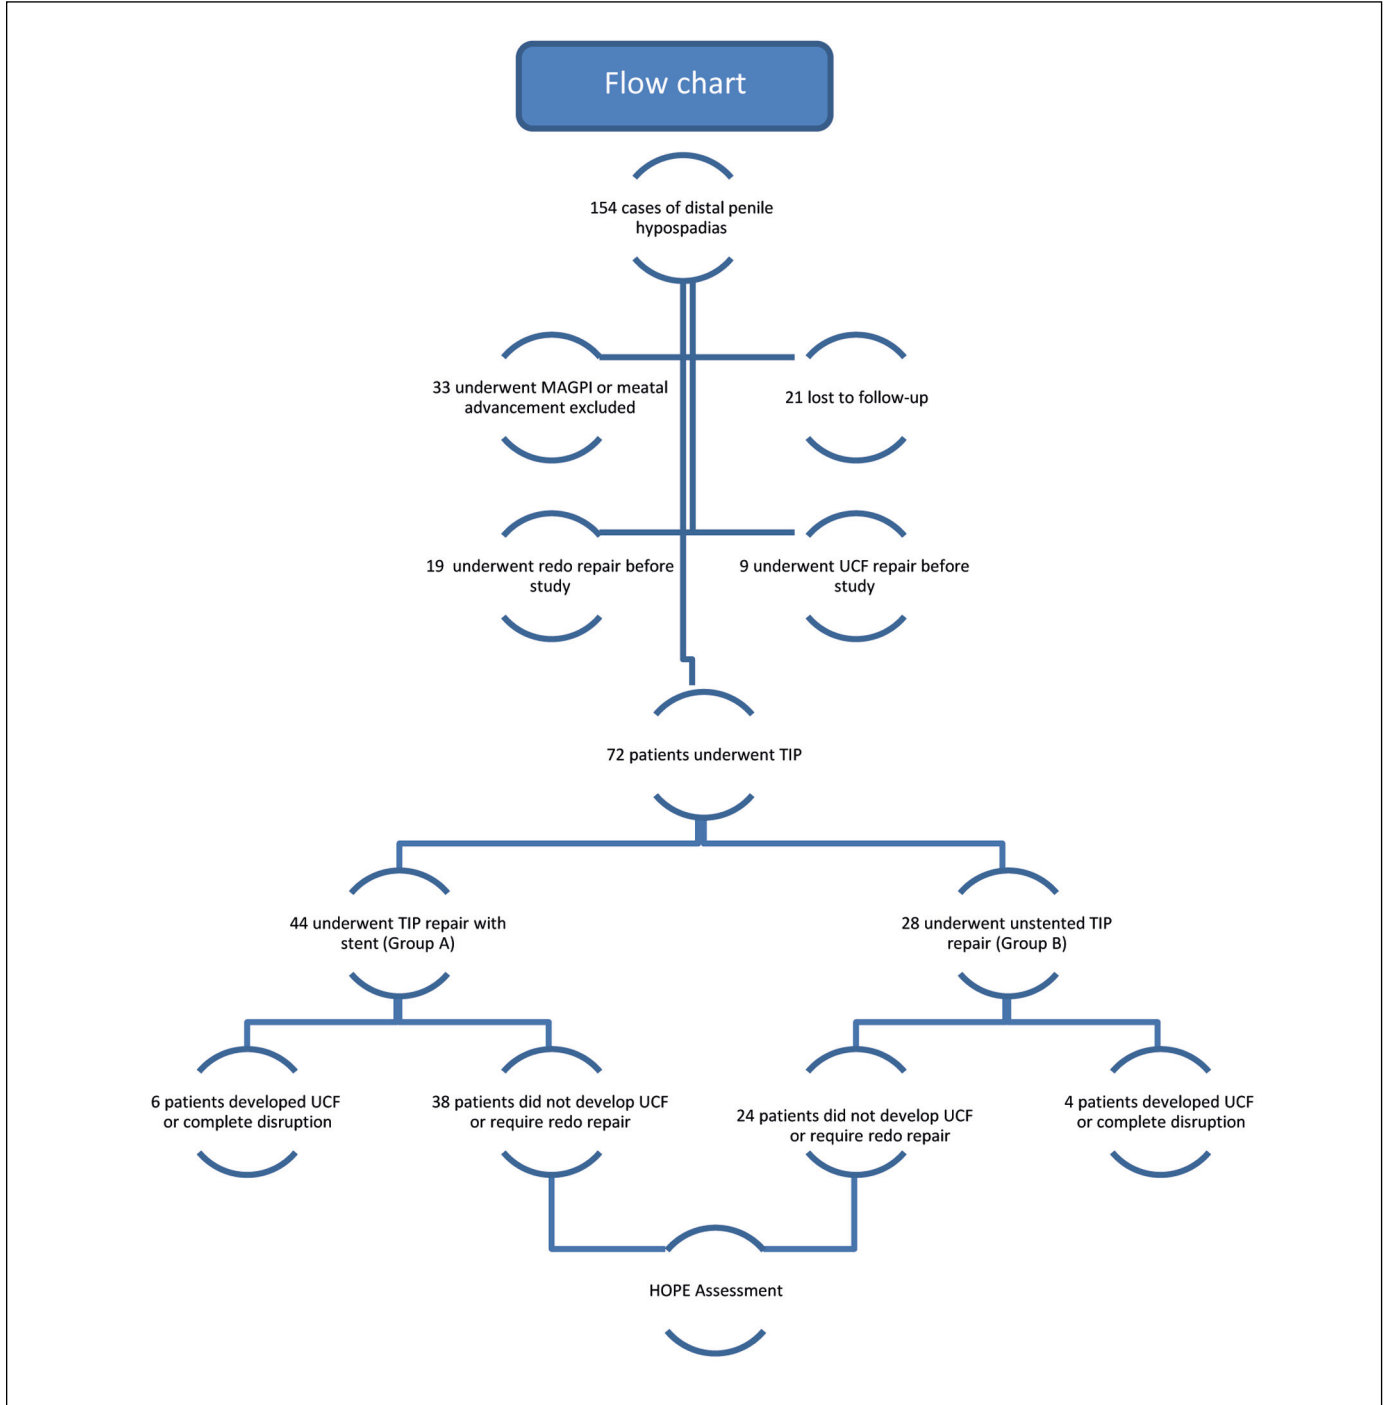 Flow chart
154 cases of distal penile
hypospadias
33 underwent MAGPI or meatal
advancement excluded
21 lost to follow-up
19 underwent redo repair before
study
9 underwent UCF repair before
study
72 patients underwent TIP
44 underwent TIP repair with
stent (Group A)
28 underwent unstented TIP
repair (Group B)
6 patients developed UCF
or complete disruption
38 patients did not develop UCF
or require redo repair
24 patients did not develop UCF
or require redo repair
4 patients developed UCF
or complete disruption
HOPE Assessment